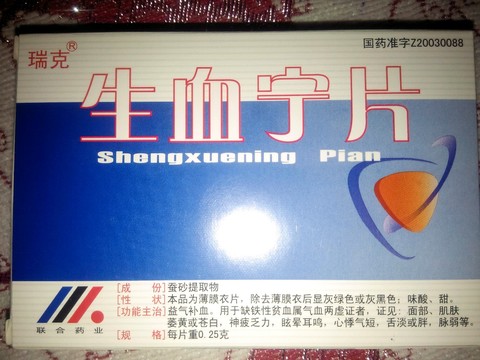 国药准字Z20030088
瑞克®
生血宁片
Shengxuening Pian
[成 份] 蚕砂提取物
[性 状] 本品为薄膜衣片,除去薄膜衣后显灰绿色或灰黑色;味酸、甜。
[功能主治] 益气补血。用于缺铁性贫血属气血两虚证者,证见:面部、肌肤
萎黄或苍白,神疲乏力,眩晕耳鸣,心悸气短,舌淡或胖,脉弱等。
[规 格] 每片重0.25克
联合药业